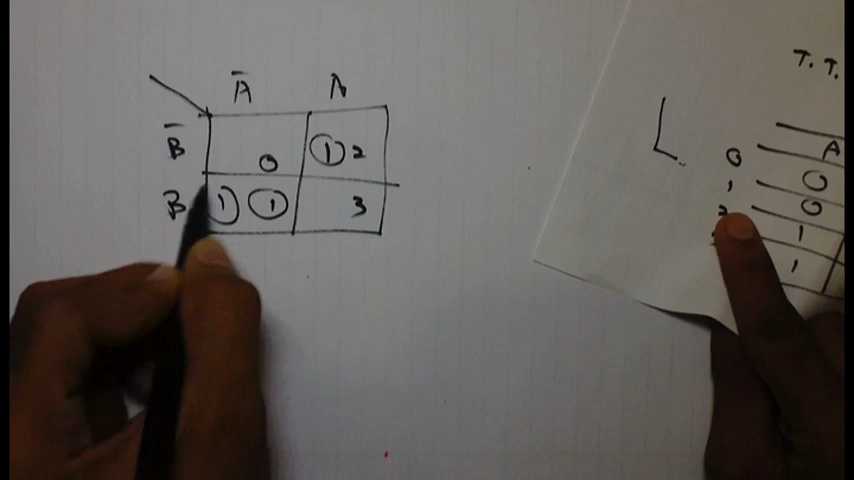 Ā A
B̄ 0 1 2
B 1 1 3
T.T.
A
0 0
1 0
2 1
1